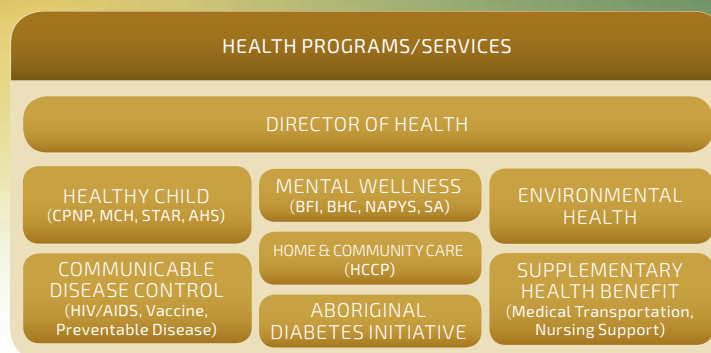 HEALTH PROGRAMS/SERVICES
DIRECTOR OF HEALTH
HEALTHY CHILD
(CPNP, MCH, STAR, AHS)
COMMUNICABLE
DISEASE CONTROL
(HIV/AIDS, Vaccine,
Preventable Disease)
MENTAL WELLNESS
(BFI, BHC, NAPYS, SA)
HOME & COMMUNITY CARE
(HCCP)
ABORIGINAL
DIABETES INITIATIVE
ENVIRONMENTAL
HEALTH
SUPPLEMENTARY
HEALTH BENEFIT
(Medical Transportation,
Nursing Support)